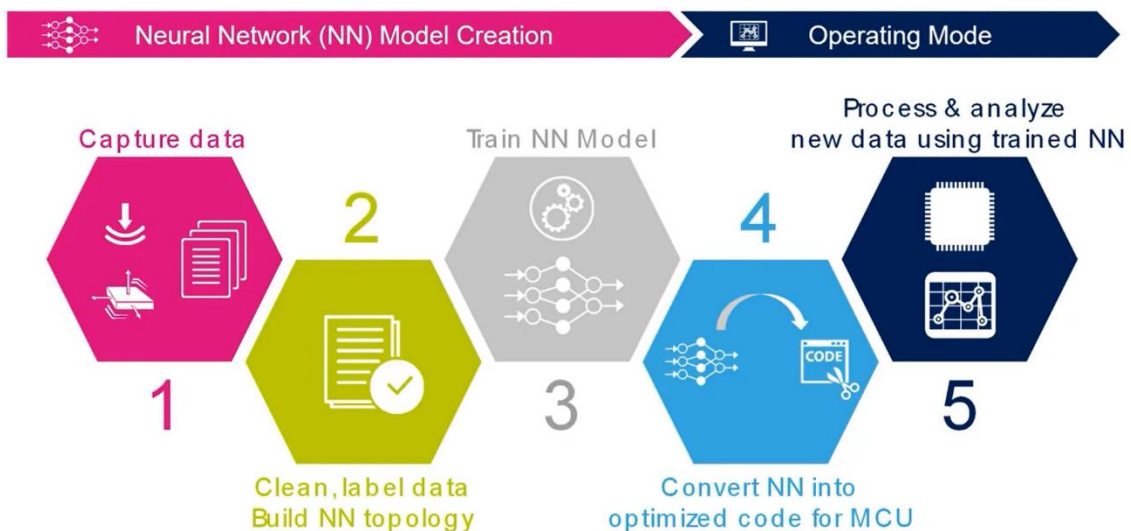 Neural Network (NN) Model Creation
Operating Mode
Capture data
1
2
Clean, label data
Build NN topology
Train NN Model
3
4
CODE
Convert NN into
optimized code for MCU
Process & analyze
new data using trained NN
5